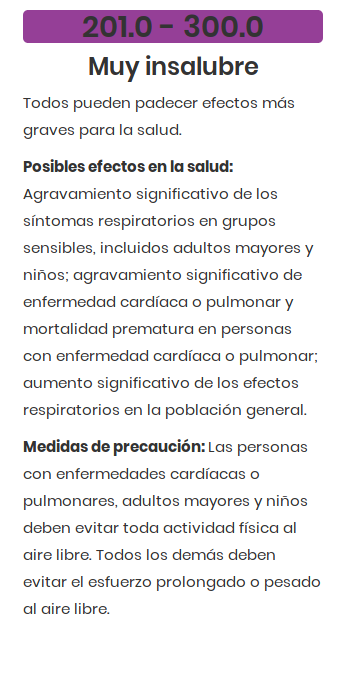 201.0 - 300.0
Muy insalubre
Todos pueden padecer efectos más
graves para la salud.
Posibles efectos en la salud:
Agravamiento significativo de los
síntomas respiratorios en grupos
sensibles, incluidos adultos mayores y
niños; agravamiento significativo de
enfermedad cardíaca o pulmonar y
mortalidad prematura en personas
con enfermedad cardíaca o pulmonar;
aumento significativo de los efectos
respiratorios en la población general.
Medidas de precaución: Las personas
con enfermedades cardíacas o
pulmonares, adultos mayores y niños
deben evitar toda actividad física al
aire libre. Todos los demás deben
evitar el esfuerzo prolongado o pesado
al aire libre.